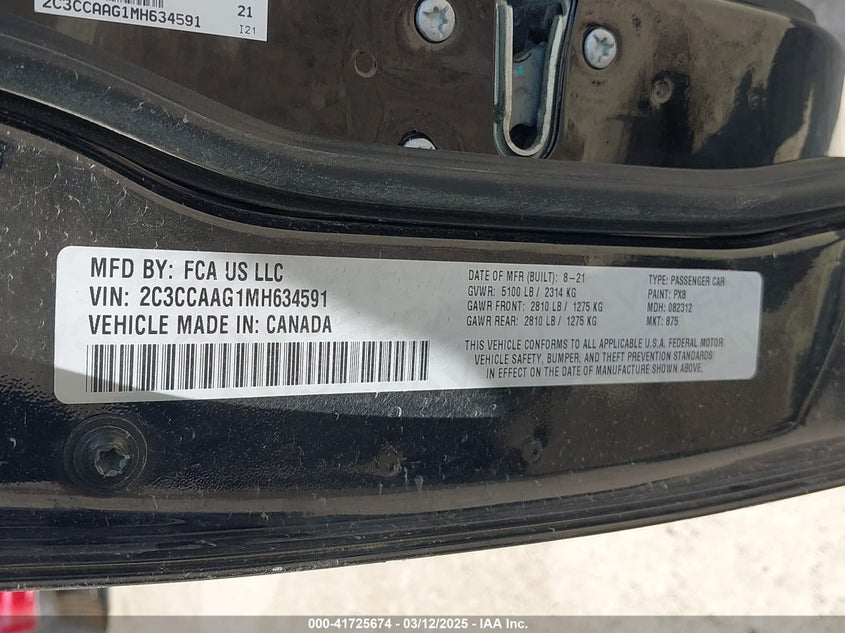 2C3CCAAG1MH634591
21
I21
MFD BY: FCA US LLC
VIN: 2C3CCAAG1MH634591
VEHICLE MADE IN: CANADA
DATE OF MFR (BUILT): 8-21
GVWR: 5100 LB / 2314 KG
GAWR FRONT: 2810 LB / 1275 KG
GAWR REAR: 2810 LB / 1275 KG
TYPE: PASSENGER CAR
PAINT: PX8
MDH: 082312
MKT: 875
THIS VEHICLE CONFORMS TO ALL APPLICABLE U.S.A. FEDERAL MOTOR
VEHICLE SAFETY, BUMPER, AND THEFT PREVENTION STANDARDS
IN EFFECT ON THE DATE OF MANUFACTURE SHOWN ABOVE.
000-41725674 - 03/12/2025 - IAA Inc.